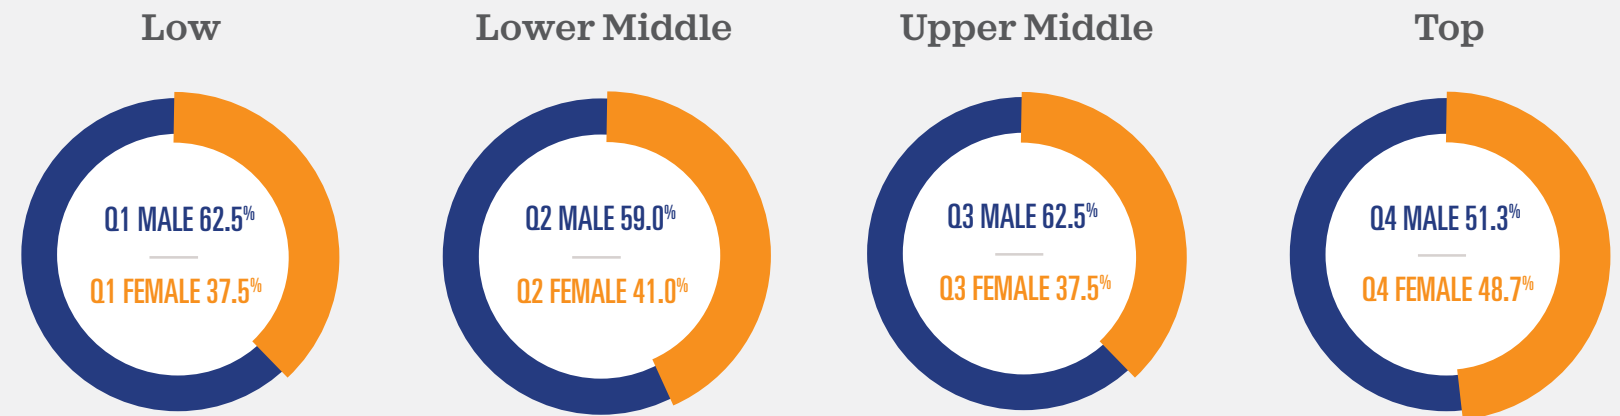 Low
Q1 MALE 62.5%
Q1 FEMALE 37.5%
Lower Middle
Q2 MALE 59.0%
Q2 FEMALE 41.0%
Upper Middle
Q3 MALE 62.5%
Q3 FEMALE 37.5%
Top
Q4 MALE 51.3%
Q4 FEMALE 48.7%